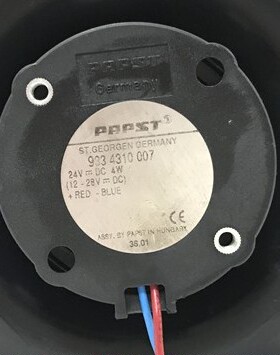 PAPST
Germany
PAPST
ST. GEORGEN GERMANY
903 4310 007
24V ⎓ DC 4W
(12 - 28V ⎓ DC)
+ RED - BLUE
CE
ASSY. BY PAPST IN HUNGARY
36.01